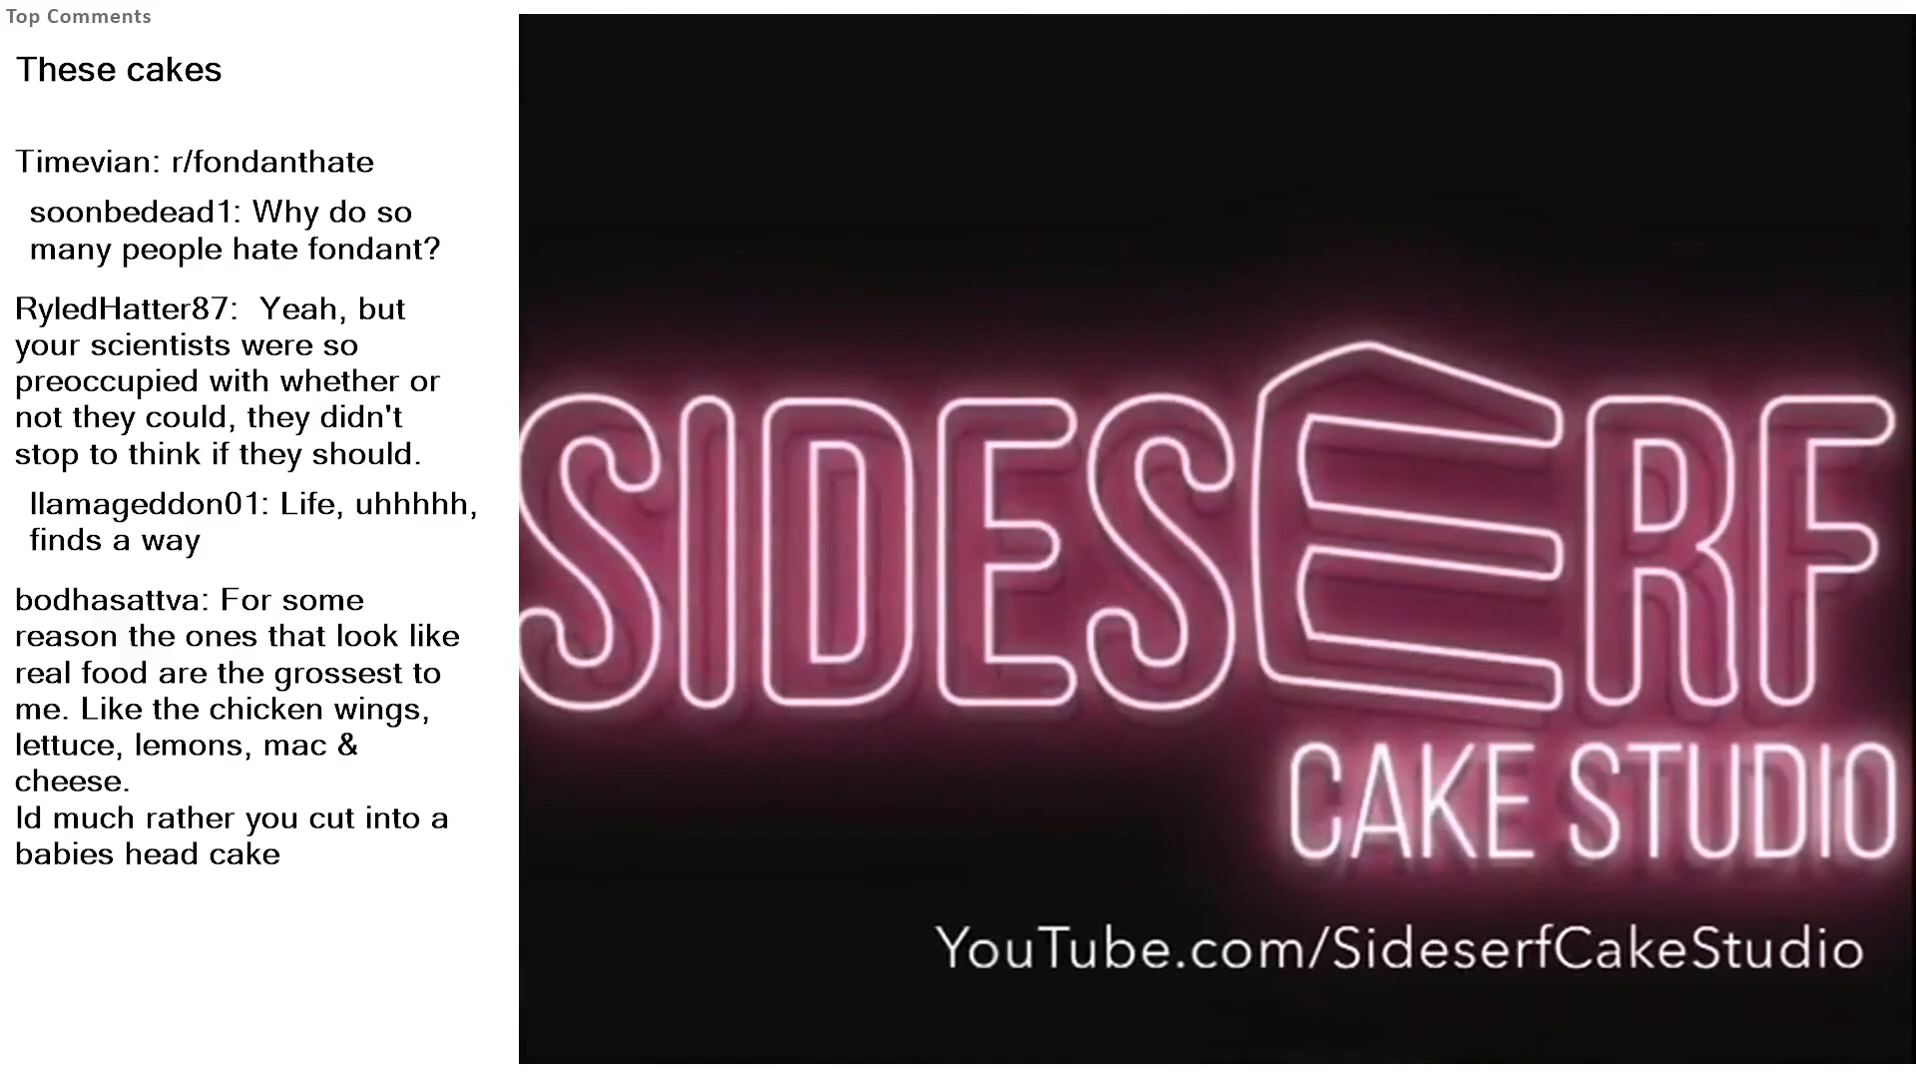 Top Comments
These cakes
Timevian: r/fondanthate
soonbedead1: Why do so
many people hate fondant?
RyledHatter87:  Yeah, but
your scientists were so
preoccupied with whether or
not they could, they didn't
stop to think if they should.
llamageddon01: Life, uhhhhh,
finds a way
bodhasattva: For some
reason the ones that look like
real food are the grossest to
me. Like the chicken wings,
lettuce, lemons, mac &
cheese.
Id much rather you cut into a
babies head cake
SIDESERF
CAKE STUDIO
YouTube.com/SideserfCakeStudio